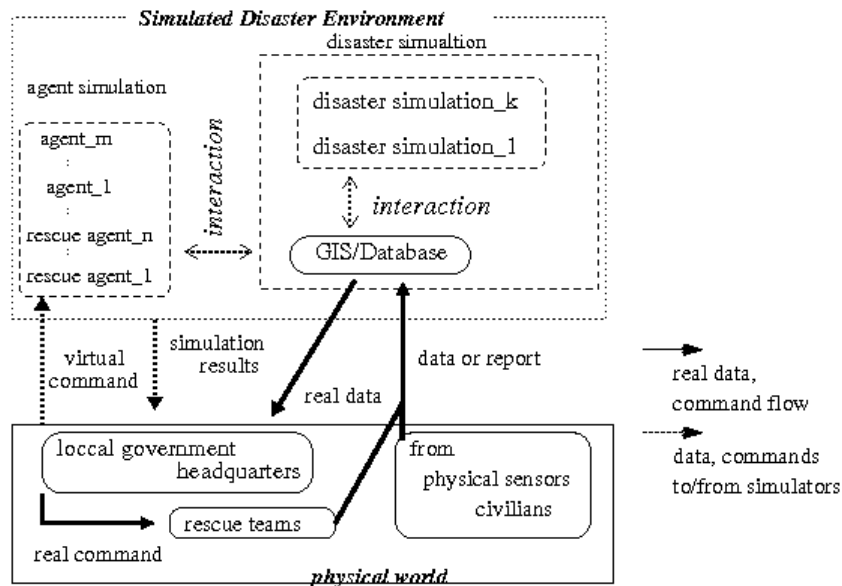 Simulated Disaster Environment
disaster simualtion
agent simulation
agent_m
:
agent_1
:
rescue agent_n
:
rescue agent_1
interaction
disaster simulation_k
disaster simulation_1
interaction
GIS/Database
virtual
command
simulation
results
real data
data or report
real data,
command flow
data, commands
to/from simulators
loccal government
headquarters
from
physical sensors
civilians
rescue teams
real command
physical world